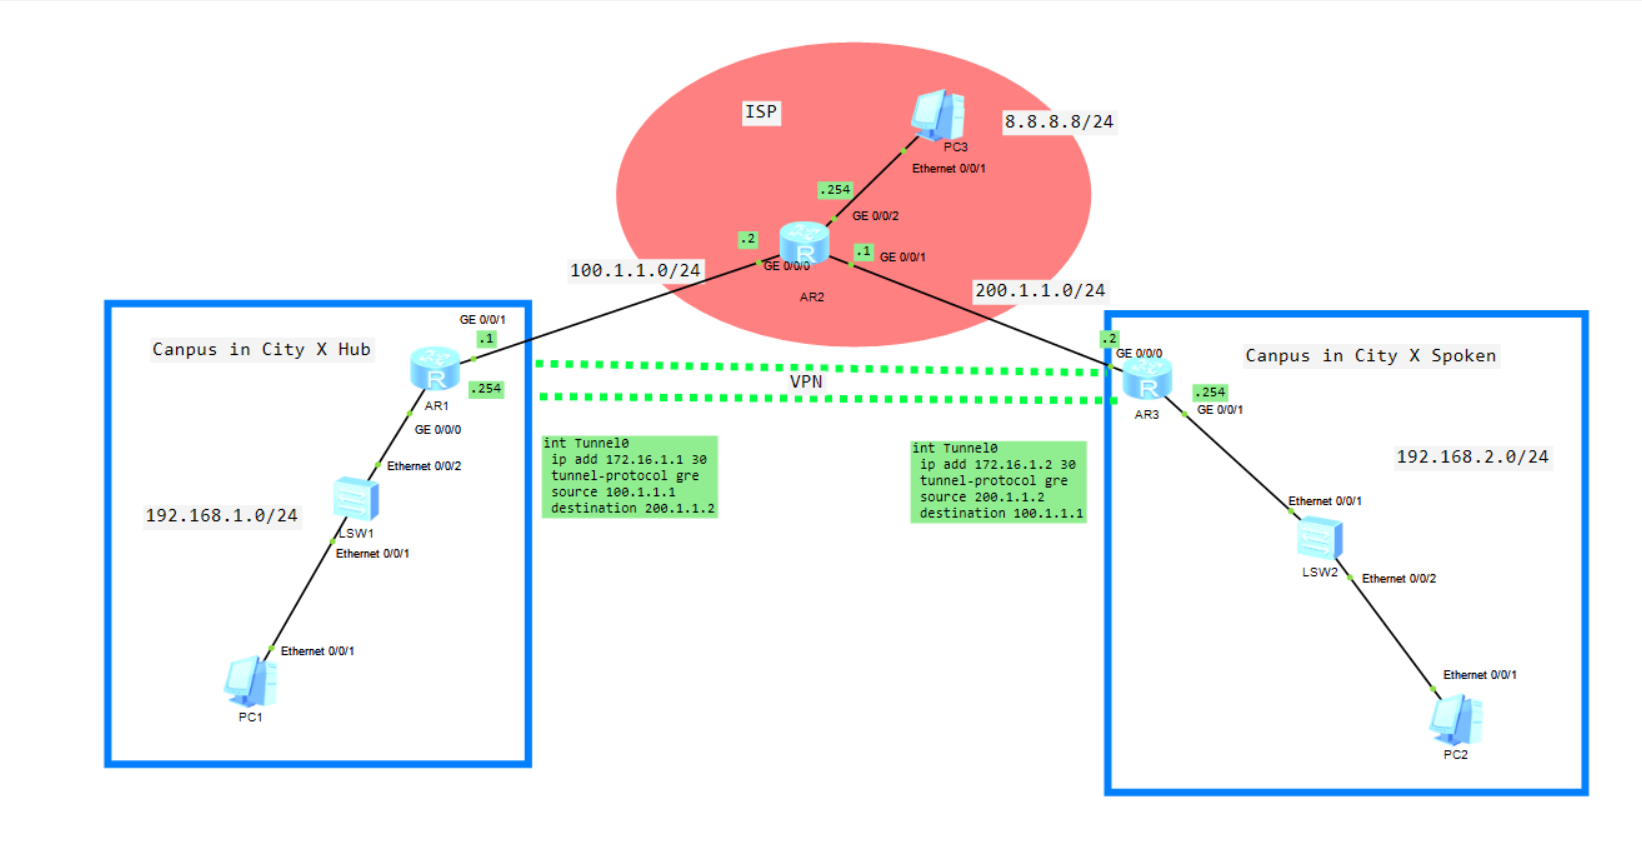 ISP
8.8.8.8/24
PC3
Ethernet 0/0/1
.254
GE 0/0/2
.2
.1
GE 0/0/1
GE 0/0/0
R
AR2
100.1.1.0/24
200.1.1.0/24
Canpus in City X Hub
GE 0/0/1
.1
R
.254
AR1
GE 0/0/0
Ethernet 0/0/2
192.168.1.0/24
LSW1
Ethernet 0/0/1
Ethernet 0/0/1
PC1
VPN
int Tunnel0
ip add 172.16.1.1 30
tunnel-protocol gre
source 100.1.1.1
destination 200.1.1.2
int Tunnel0
ip add 172.16.1.2 30
tunnel-protocol gre
source 200.1.1.2
destination 100.1.1.1
.2
GE 0/0/0
Canpus in City X Spoken
R
.254
GE 0/0/1
AR3
192.168.2.0/24
Ethernet 0/0/1
LSW2
Ethernet 0/0/2
Ethernet 0/0/1
PC2